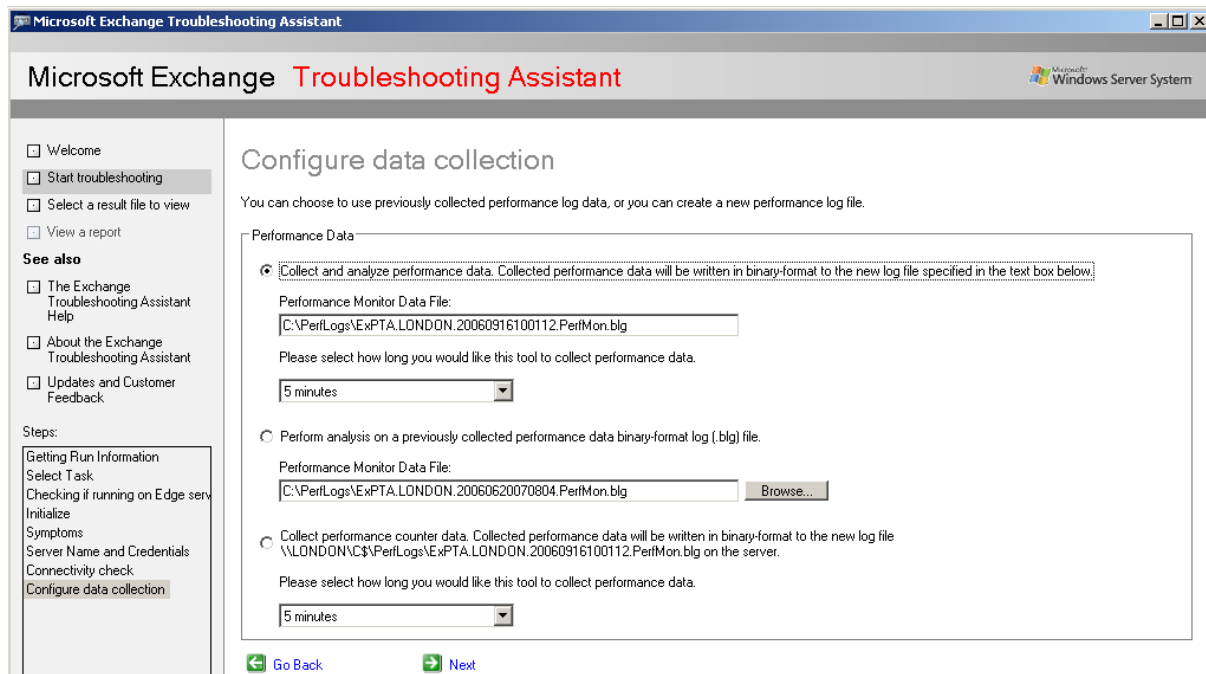 Microsoft Exchange Troubleshooting Assistant
Microsoft Exchange Troubleshooting Assistant
Microsoft
Windows Server System
Welcome
Start troubleshooting
Select a result file to view
View a report
See also
The Exchange
Troubleshooting Assistant
Help
About the Exchange
Troubleshooting Assistant
Updates and Customer
Feedback
Steps:
Getting Run Information
Select Task
Checking if running on Edge serv
Initialize
Symptoms
Server Name and Credentials
Connectivity check
Configure data collection
Configure data collection
You can choose to use previously collected performance log data, or you can create a new performance log file.
Performance Data
Collect and analyze performance data. Collected performance data will be written in binary-format to the new log file specified in the text box below.
Performance Monitor Data File:
C:\PerfLogs\ExPTA.LONDON.20060916100112.PerfMon.blg
Please select how long you would like this tool to collect performance data.
5 minutes
Perform analysis on a previously collected performance data binary-format log (.blg) file.
Performance Monitor Data File:
C:\PerfLogs\ExPTA.LONDON.20060620070804.PerfMon.blg
Browse...
Collect performance counter data. Collected performance data will be written in binary-format to the new log file
\\LONDON\C$\PerfLogs\ExPTA.LONDON.20060916100112.PerfMon.blg on the server.
Please select how long you would like this tool to collect performance data.
5 minutes
Go Back
Next